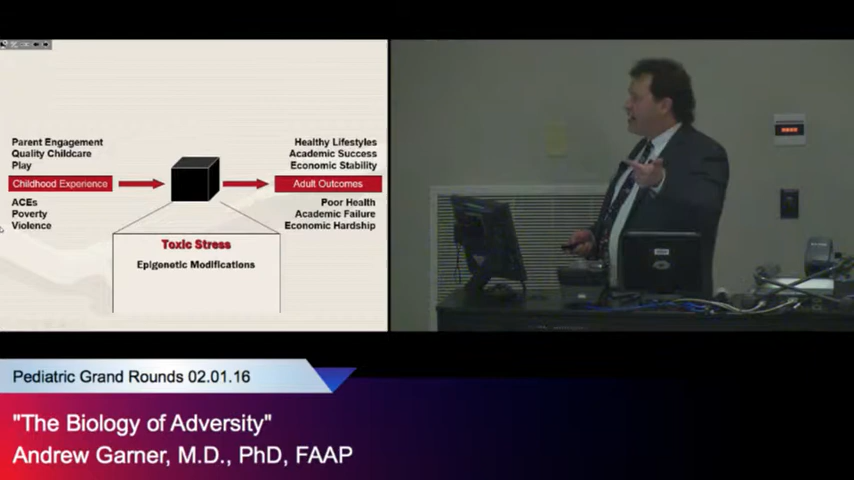 Parent Engagement
Quality Childcare
Play
Childhood Experience
ACEs
Poverty
Violence
Healthy Lifestyles
Academic Success
Economic Stability
Adult Outcomes
Poor Health
Academic Failure
Economic Hardship
Toxic Stress
Epigenetic Modifications
Pediatric Grand Rounds 02.01.16
"The Biology of Adversity"
Andrew Garner, M.D., PhD, FAAP